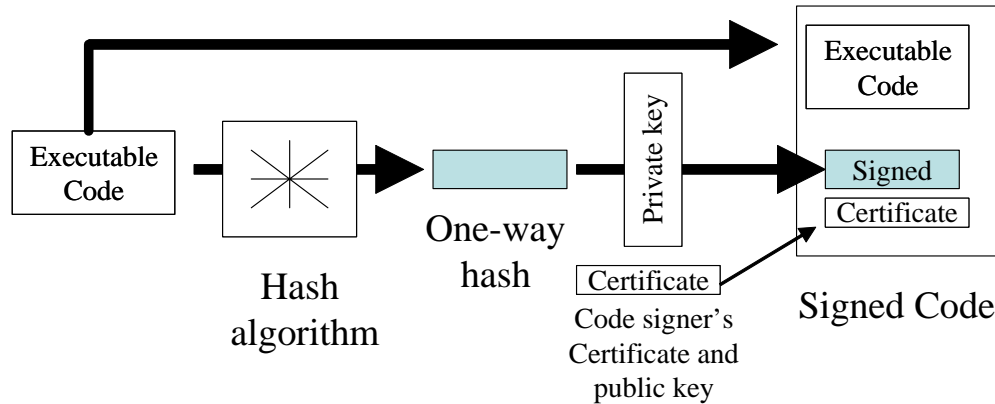 Executable
Code
Hash
algorithm
One-way
hash
Private key
Certificate
Code signer’s
Certificate and
public key
Executable
Code
Signed
Certificate
Signed Code